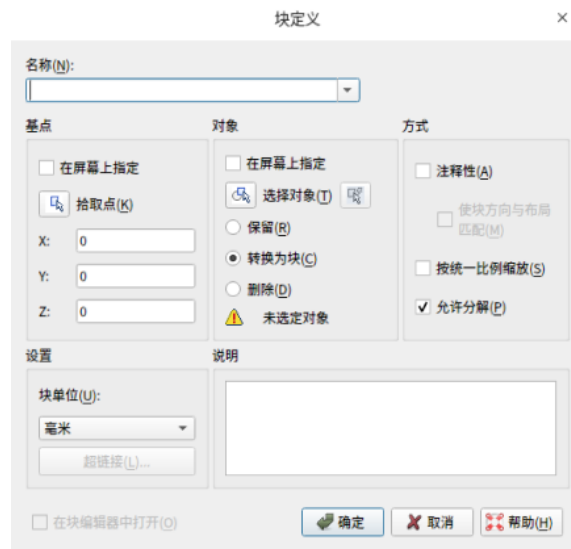 块定义
名称(N):
基点
对象
方式
在屏幕上指定
拾取点(K)
X: 0
Y: 0
Z: 0
在屏幕上指定
选择对象(T)
保留(R)
转换为块(C)
删除(D)
未选定对象
注释性(A)
使块方向与布局
匹配(M)
按统一比例缩放(S)
允许分解(P)
设置
说明
块单位(U):
毫米
超链接(L)...
在块编辑器中打开(O)
确定
取消
帮助(H)